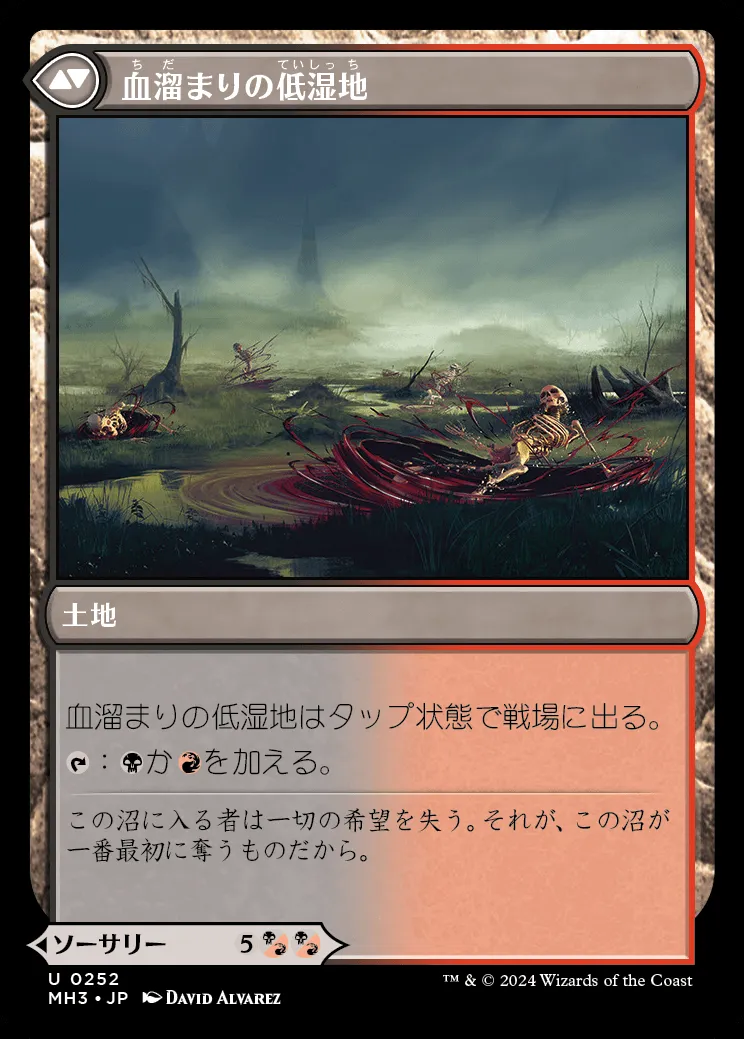 ちだ ていしっち
血溜まりの低湿地
土地
血溜まりの低湿地はタップ状態で戦場に出る。
:か を加える。
この沼に入る者は一切の希望を失う。それが、この沼が
一番最初に奪うものだから。
ソーサリー 5
U 0252
MH3 • JP DAVID ALVAREZ
™ & © 2024 Wizards of the Coast